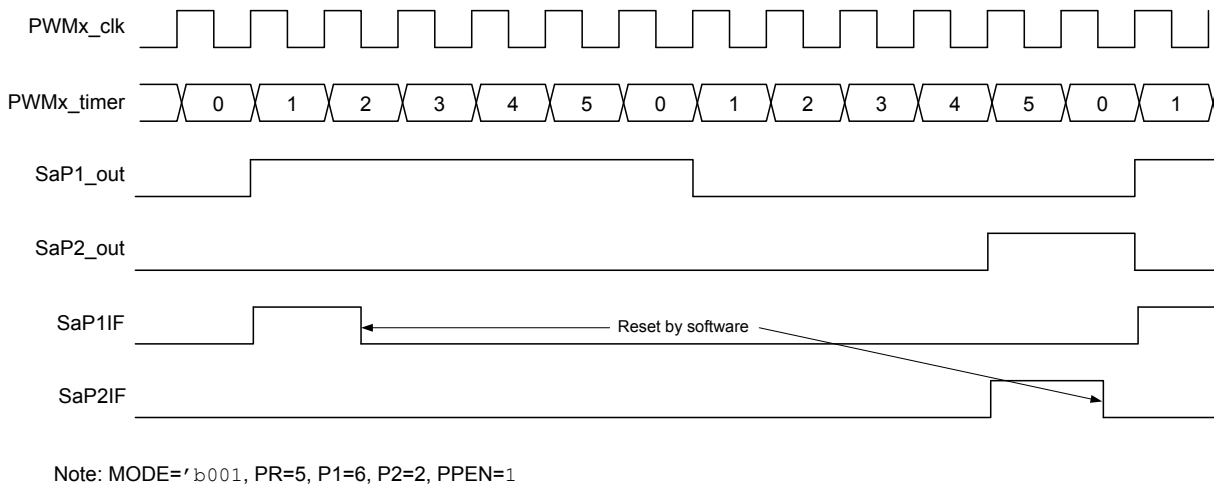 PWMx_clk
PWMx_timer 0 1 2 3 4 5 0 1 2 3 4 5 0 1
SaP1_out
SaP2_out
SaP1IF
Reset by software
SaP2IF
Note: MODE='b001, PR=5, P1=6, P2=2, PPEN=1